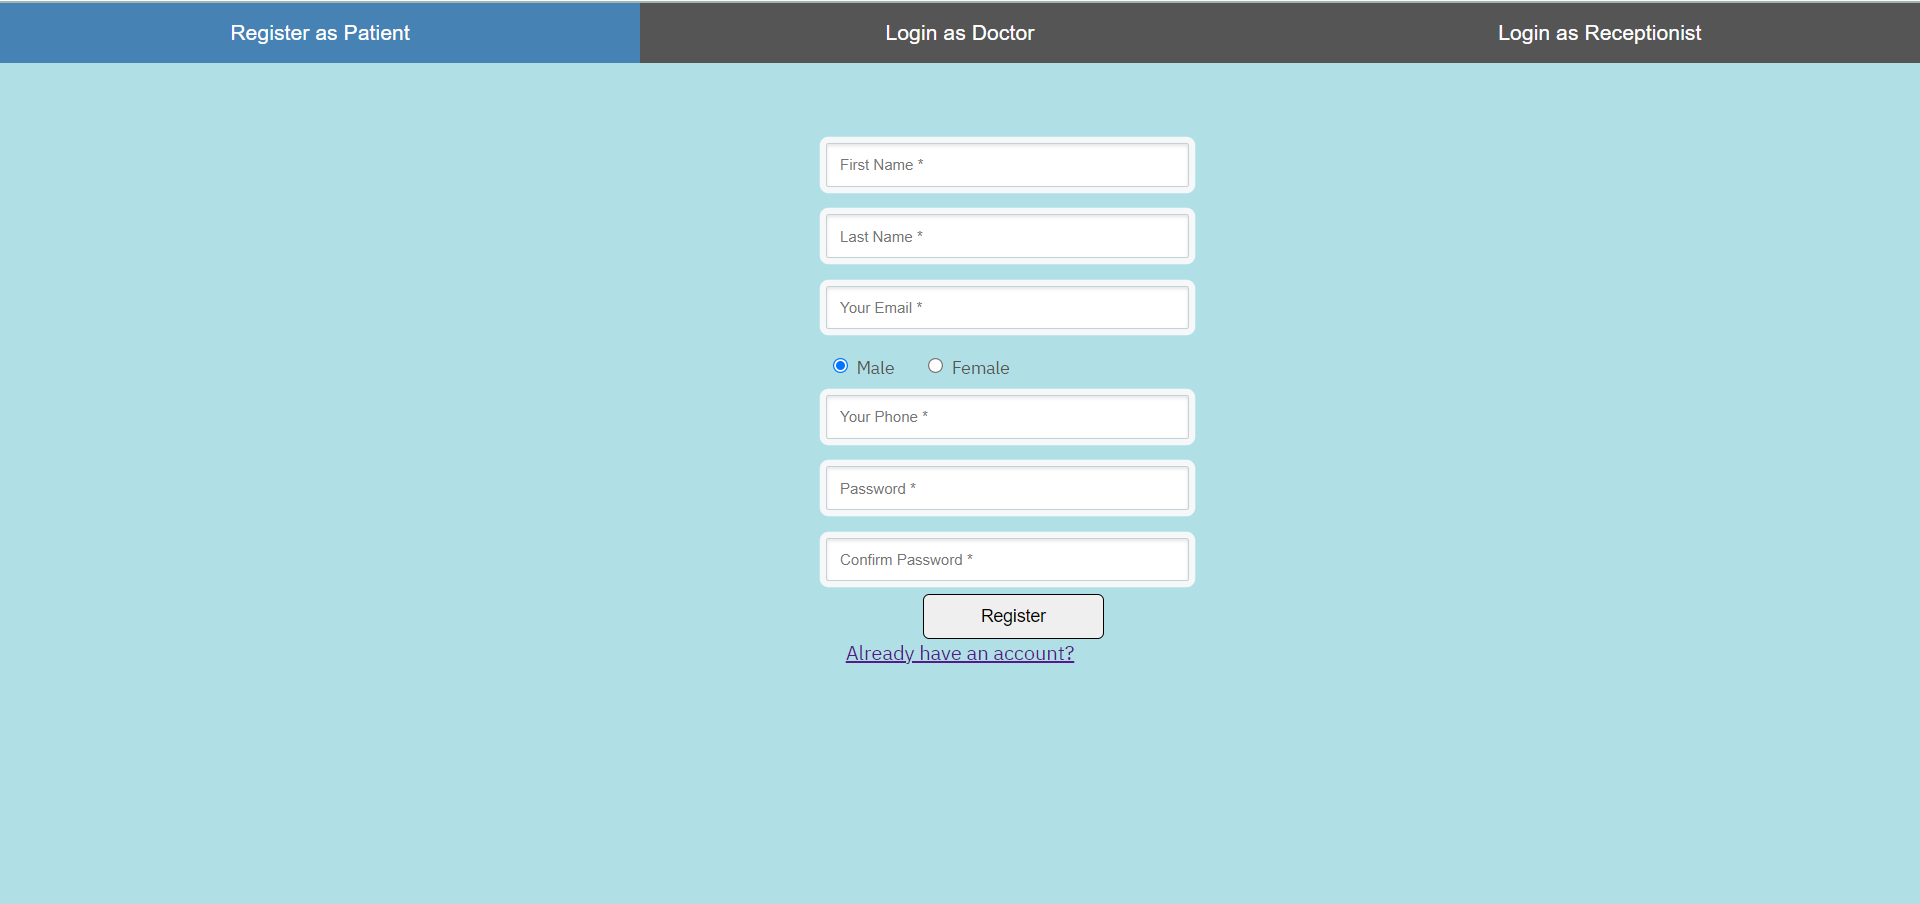 Register as Patient Login as Doctor Login as Receptionist
First Name *
Last Name *
Your Email *
Male Female
Your Phone *
Password *
Confirm Password *
Register
Already have an account?